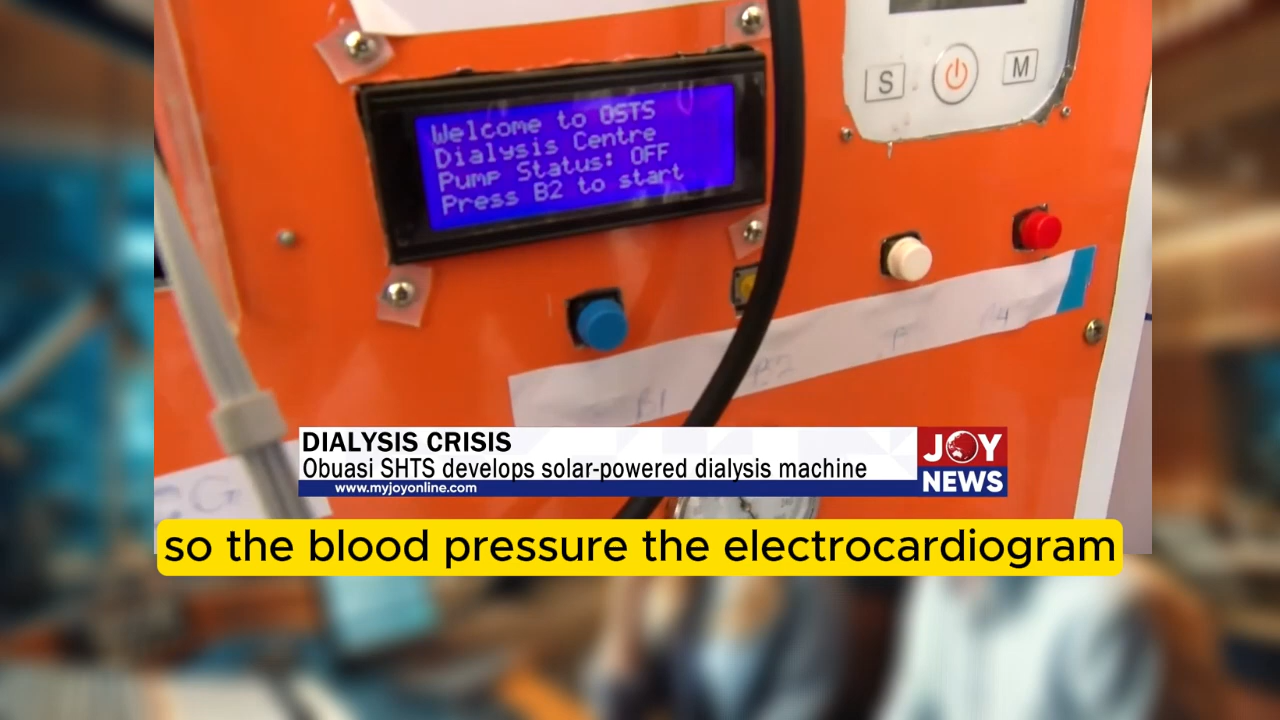 Welcome to OSTS
Dialysis Centre
Pump Status: OFF
Press B2 to start
S
M
B2
P
4
DIALYSIS CRISIS
Obuasi SHTS develops solar-powered dialysis machine
www.myjoyonline.com
JOY
NEWS
so the blood pressure the electrocardiogram